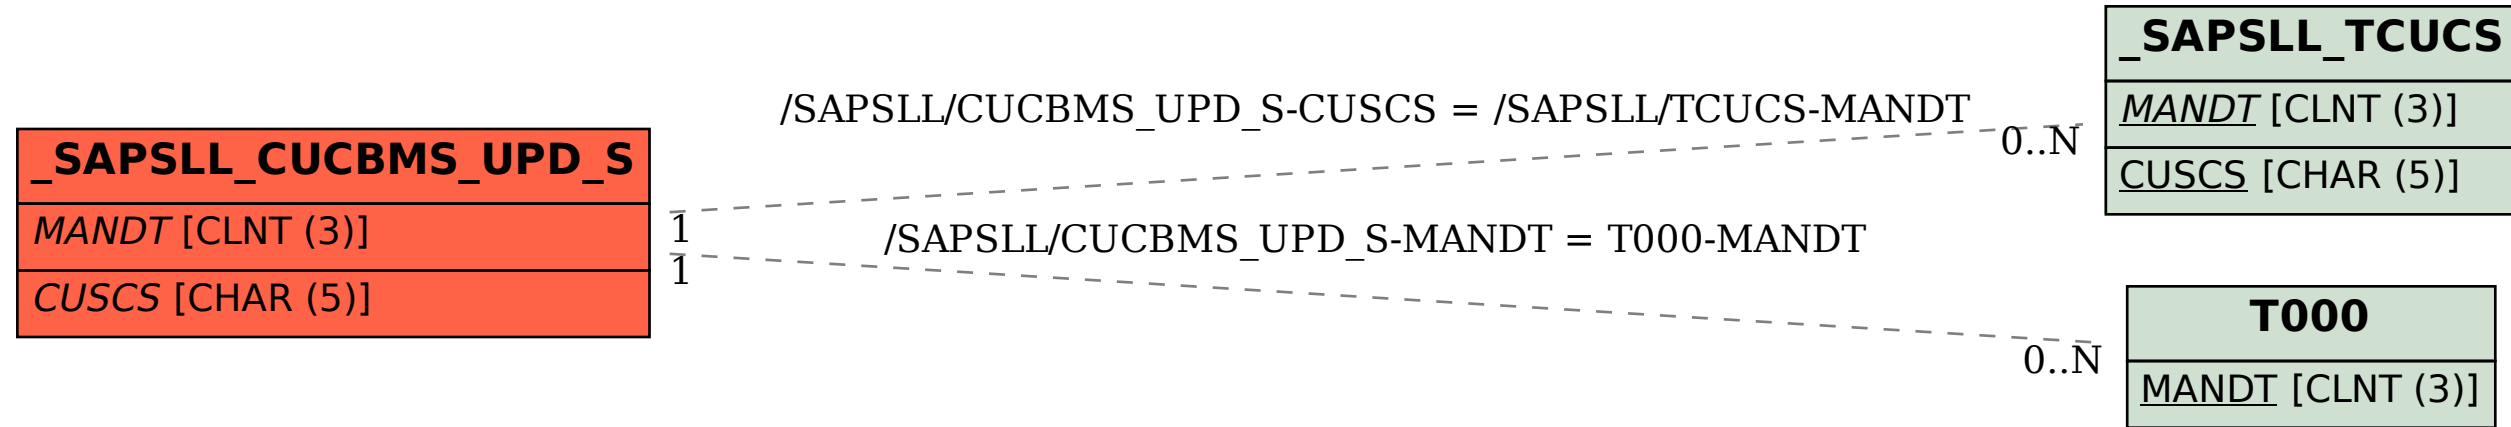 _SAPSLL_CUCBMS_UPD_S
MANDT [CLNT (3)]
CUSCS [CHAR (5)]
/SAPSLL/CUCBMS_UPD_S-CUSCS = /SAPSLL/TCUCS-MANDT
0..N
1
/SAPSLL/CUCBMS_UPD_S-MANDT = T000-MANDT
1
0..N
_SAPSLL_TCUCS
MANDT [CLNT (3)]
CUSCS [CHAR (5)]
T000
MANDT [CLNT (3)]